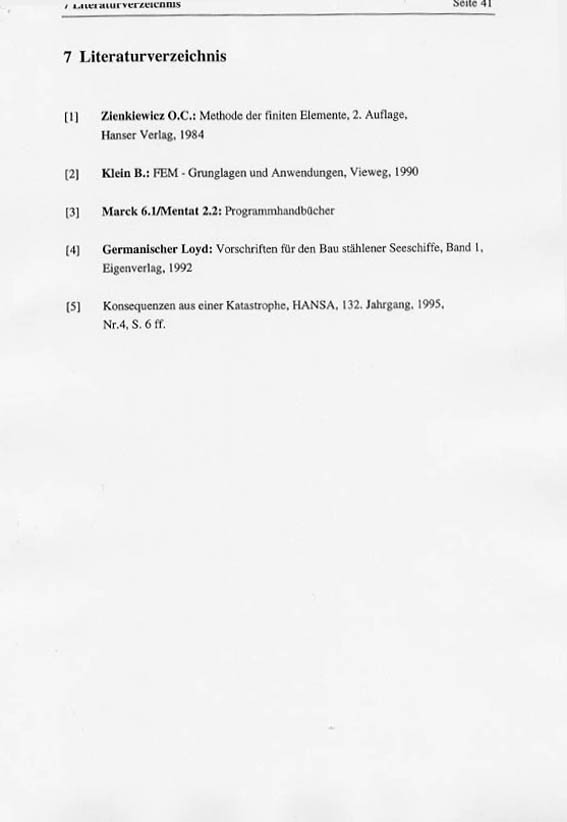 7 Literaturverzeichnis Seite 41
7 Literaturverzeichnis
[1] Zienkiewicz O.C.: Methode der finiten Elemente, 2. Auflage,
Hanser Verlag, 1984
[2] Klein B.: FEM - Grunglagen und Anwendungen, Vieweg, 1990
[3] Marck 6.1/Mentat 2.2: Programmhandbücher
[4] Germanischer Loyd: Vorschriften für den Bau stählener Seeschiffe, Band 1,
Eigenverlag, 1992
[5] Konsequenzen aus einer Katastrophe, HANSA, 132. Jahrgang, 1995,
Nr.4, S. 6 ff.